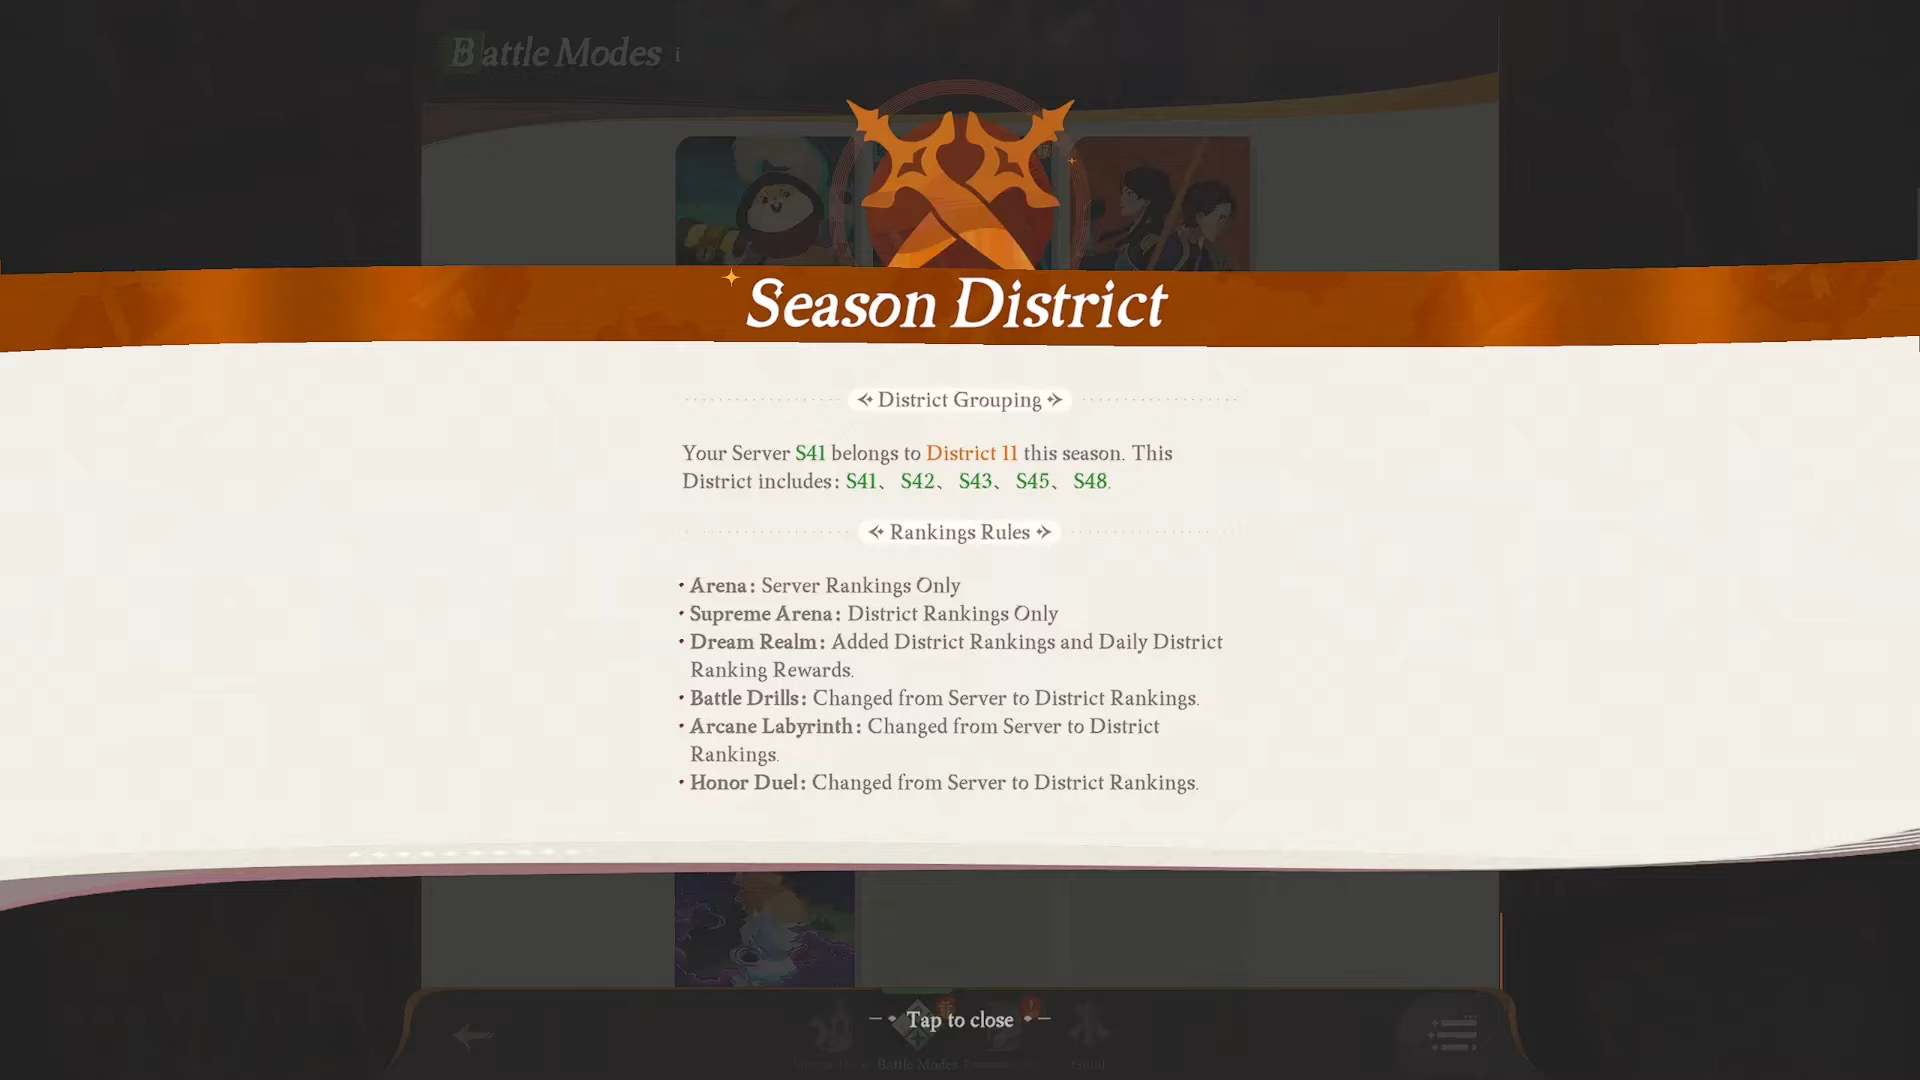 Battle Modes i
Season District
District Grouping
Your Server S41 belongs to District 11 this season. This
District includes: S41、 S42、 S43、 S45、 S48.
Rankings Rules
• Arena: Server Rankings Only
• Supreme Arena: District Rankings Only
• Dream Realm: Added District Rankings and Daily District
Ranking Rewards.
• Battle Drills: Changed from Server to District Rankings.
• Arcane Labyrinth: Changed from Server to District
Rankings.
• Honor Duel: Changed from Server to District Rankings.
Tap to close
Battle Modes
Guild